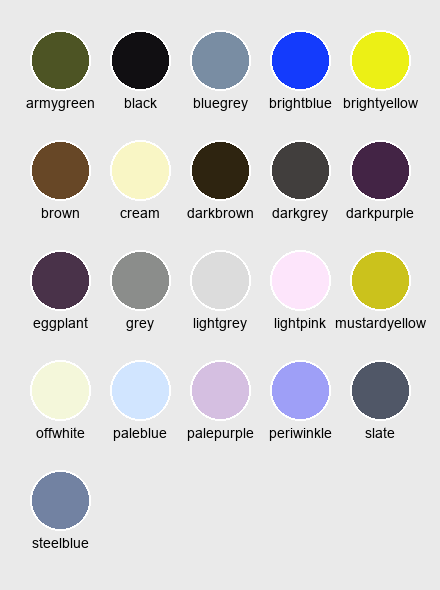 armygreen black bluegrey brightblue brightyellow
brown cream darkbrown darkgrey darkpurple
eggplant grey lightgrey lightpink mustardyellow
offwhite paleblue palepurple periwinkle slate
steelblue